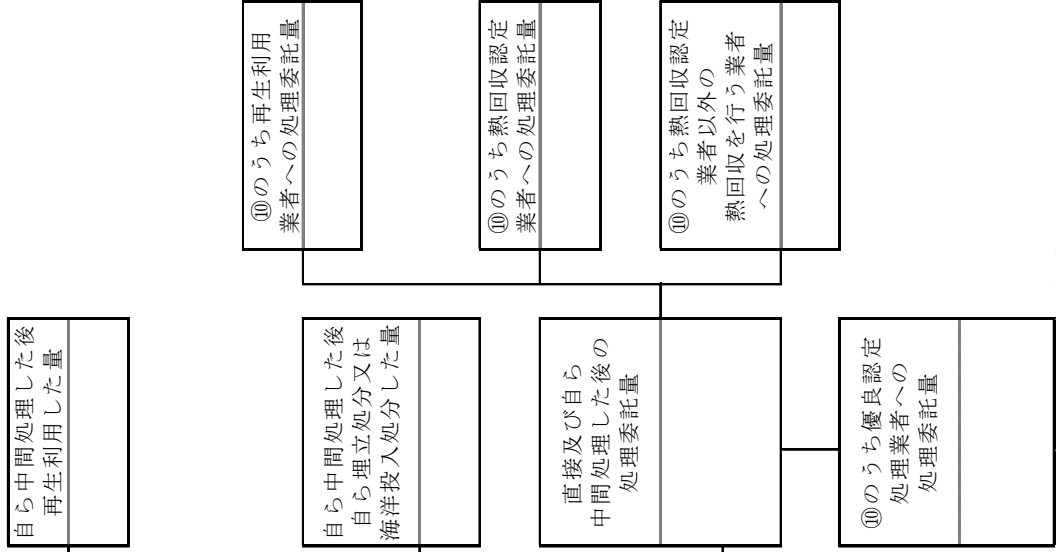 ⑩のうち再生利用
業者への処理委託量
⑩のうち熱回収認定
業者への処理委託量
⑩のうち熱回収認定
業者以外の
熱回収を行う業者
への処理委託量
自ら中間処理した後
再生利用した量
自ら中間処理した後
自ら埋立処分又は
海洋投入処分した量
直接及び自ら
中間処理した後の
処理委託量
⑩のうち優良認定
処理業者への
処理委託量